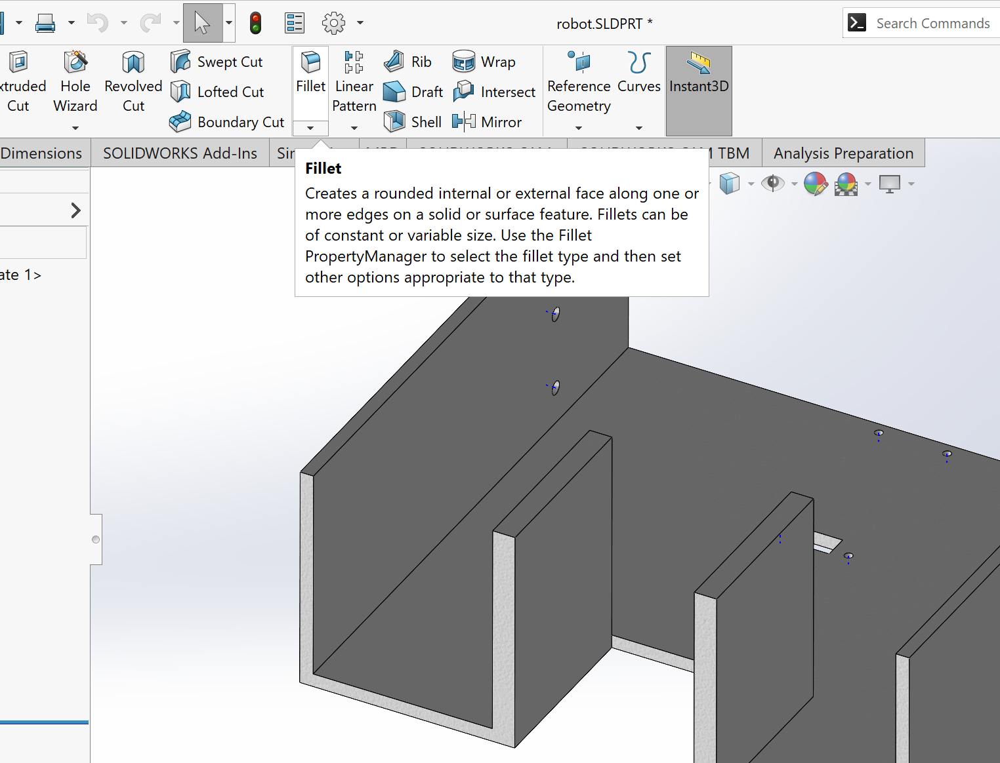 robot.SLDPRT *
Search Commands
xtruded
Cut
Hole
Wizard
Revolved
Cut
Swept Cut
Lofted Cut
Boundary Cut
Fillet
Linear
Pattern
Rib
Draft
Shell
Wrap
Intersect
Mirror
Reference
Geometry
Curves
Instant3D
Dimensions
SOLIDWORKS Add-Ins
TBM
Analysis Preparation
Fillet
Creates a rounded internal or external face along one or
more edges on a solid or surface feature. Fillets can be
of constant or variable size. Use the Fillet
PropertyManager to select the fillet type and then set
other options appropriate to that type.
ate 1>